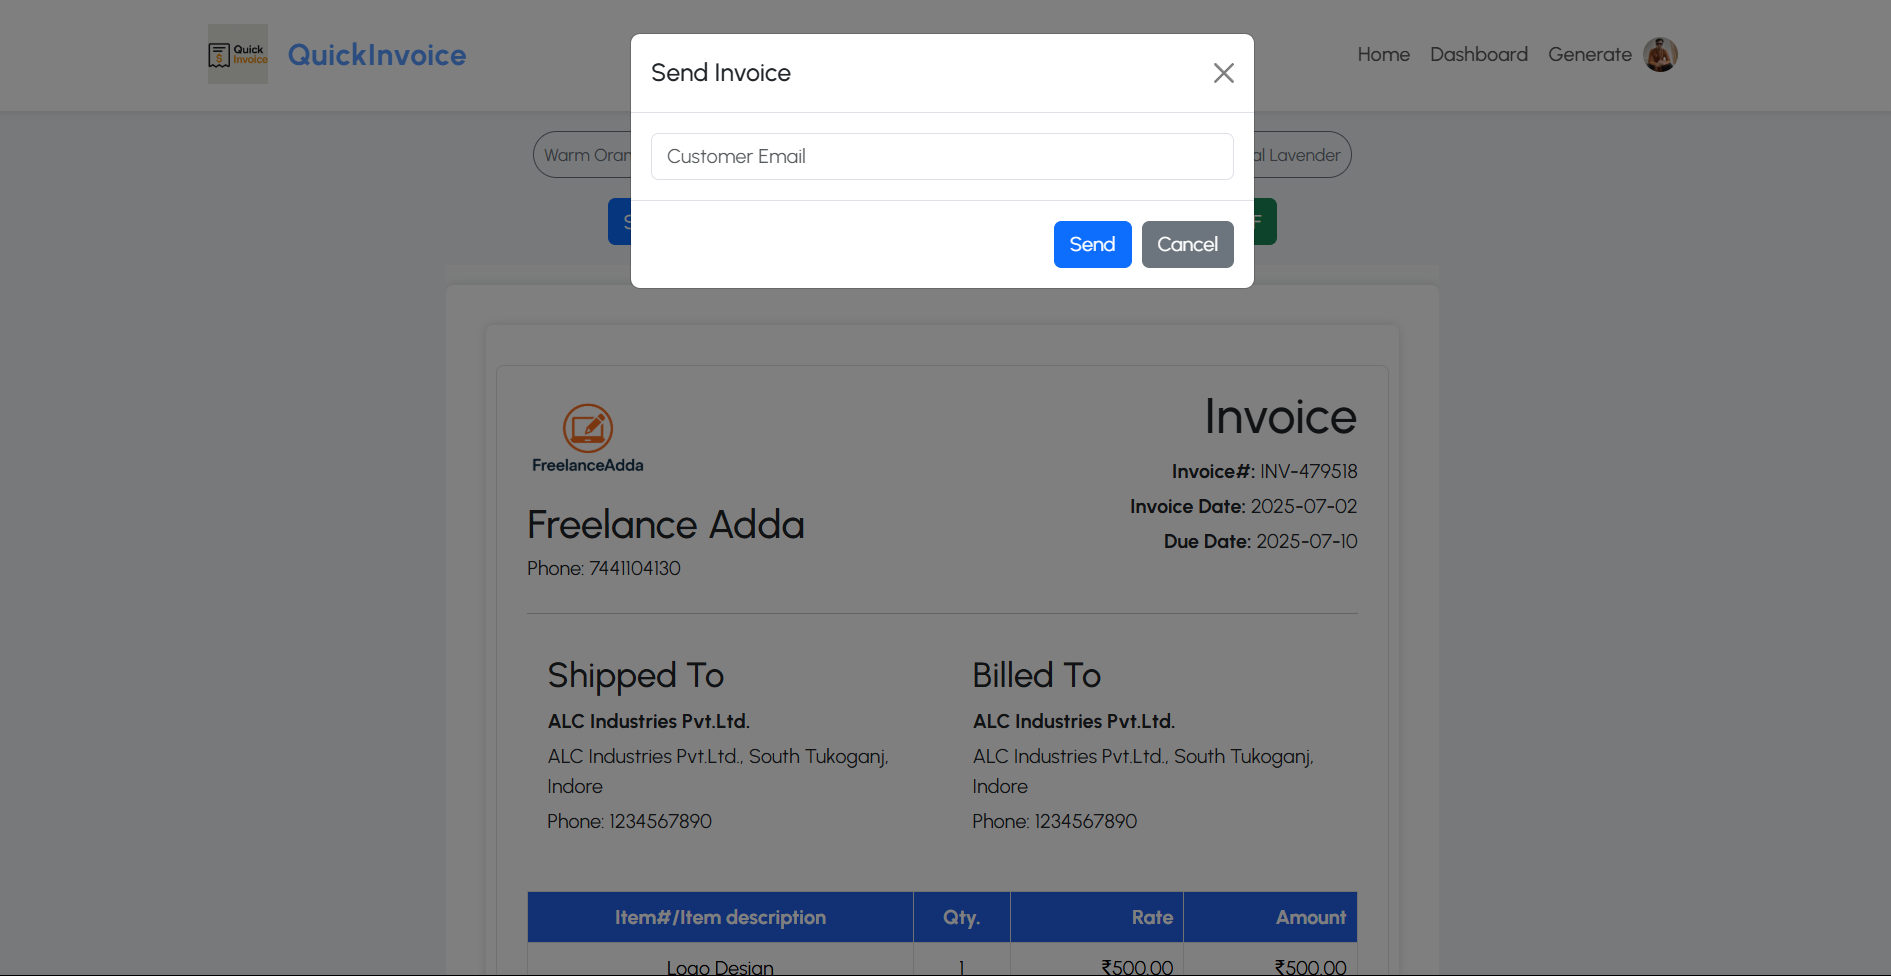 Quick
Invoice
QuickInvoice
Home
Dashboard
Generate
Send Invoice
Customer Email
Send
Cancel
Warm Oran
al Lavender
S
F
FreelanceAdda
Freelance Adda
Phone: 7441104130
Invoice
Invoice#: INV-479518
Invoice Date: 2025-07-02
Due Date: 2025-07-10
Shipped To
ALC Industries Pvt.Ltd.
ALC Industries Pvt.Ltd., South Tukoganj,
Indore
Phone: 1234567890
Billed To
ALC Industries Pvt.Ltd.
ALC Industries Pvt.Ltd., South Tukoganj,
Indore
Phone: 1234567890
Item#/Item description Qty. Rate Amount
Logo Design 1 ₹500.00 ₹500.00